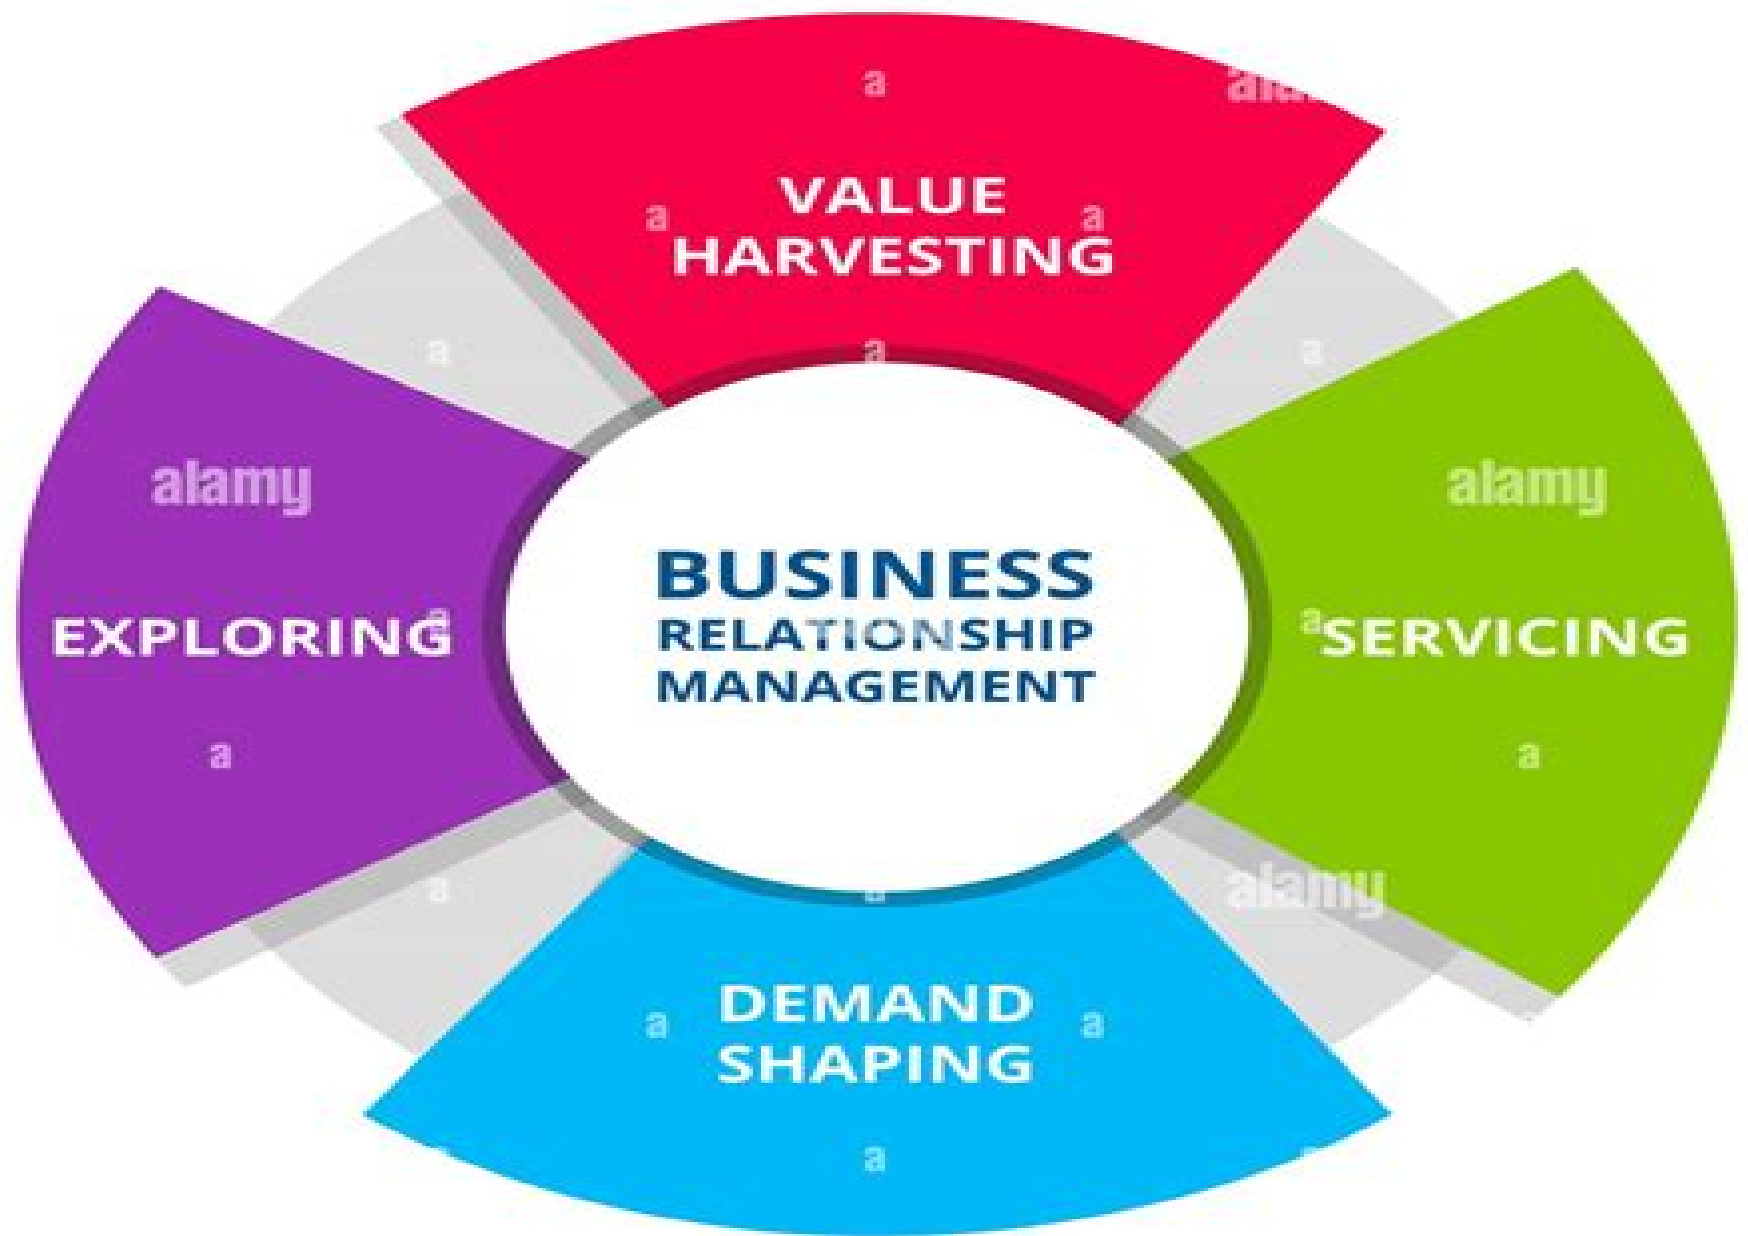 VALUE
HARVESTING
EXPLORING
BUSINESS
RELATIONSHIP
MANAGEMENT
SERVICING
DEMAND
SHAPING
a
a
a
a
a
a
alamy
alamy
a
a
a
a
a
alamy
a
a
a
a